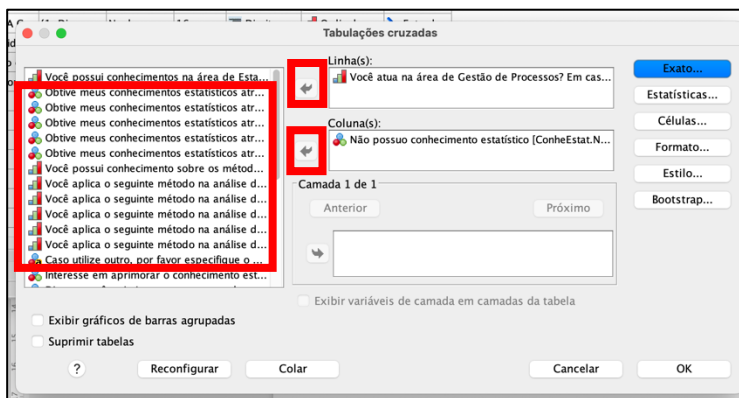 Tabulações cruzadas
Você possui conhecimentos na área de Esta...
Obtive meus conhecimentos estatísticos atr...
Obtive meus conhecimentos estatísticos atr...
Obtive meus conhecimentos estatísticos atr...
Obtive meus conhecimentos estatísticos atr...
Obtive meus conhecimentos estatísticos atr...
Você possui conhecimento sobre os métod...
Você aplica o seguinte método na análise d...
Você aplica o seguinte método na análise d...
Você aplica o seguinte método na análise d...
Você aplica o seguinte método na análise d...
Você aplica o seguinte método na análise d...
Caso utilize outro, por favor especifique o ...
Interesse em aprimorar o conhecimento est...
Linha(s):
Você atua na área de Gestão de Processos? Em cas...
Coluna(s):
Não possuo conhecimento estatístico [ConheEstat.N...
Camada 1 de 1
Anterior
Próximo
Exibir variáveis de camada em camadas da tabela
Exato...
Estatísticas...
Células...
Formato...
Estilo...
Bootstrap...
Exibir gráficos de barras agrupadas
Suprimir tabelas
?
Reconfigurar
Colar
Cancelar
OK